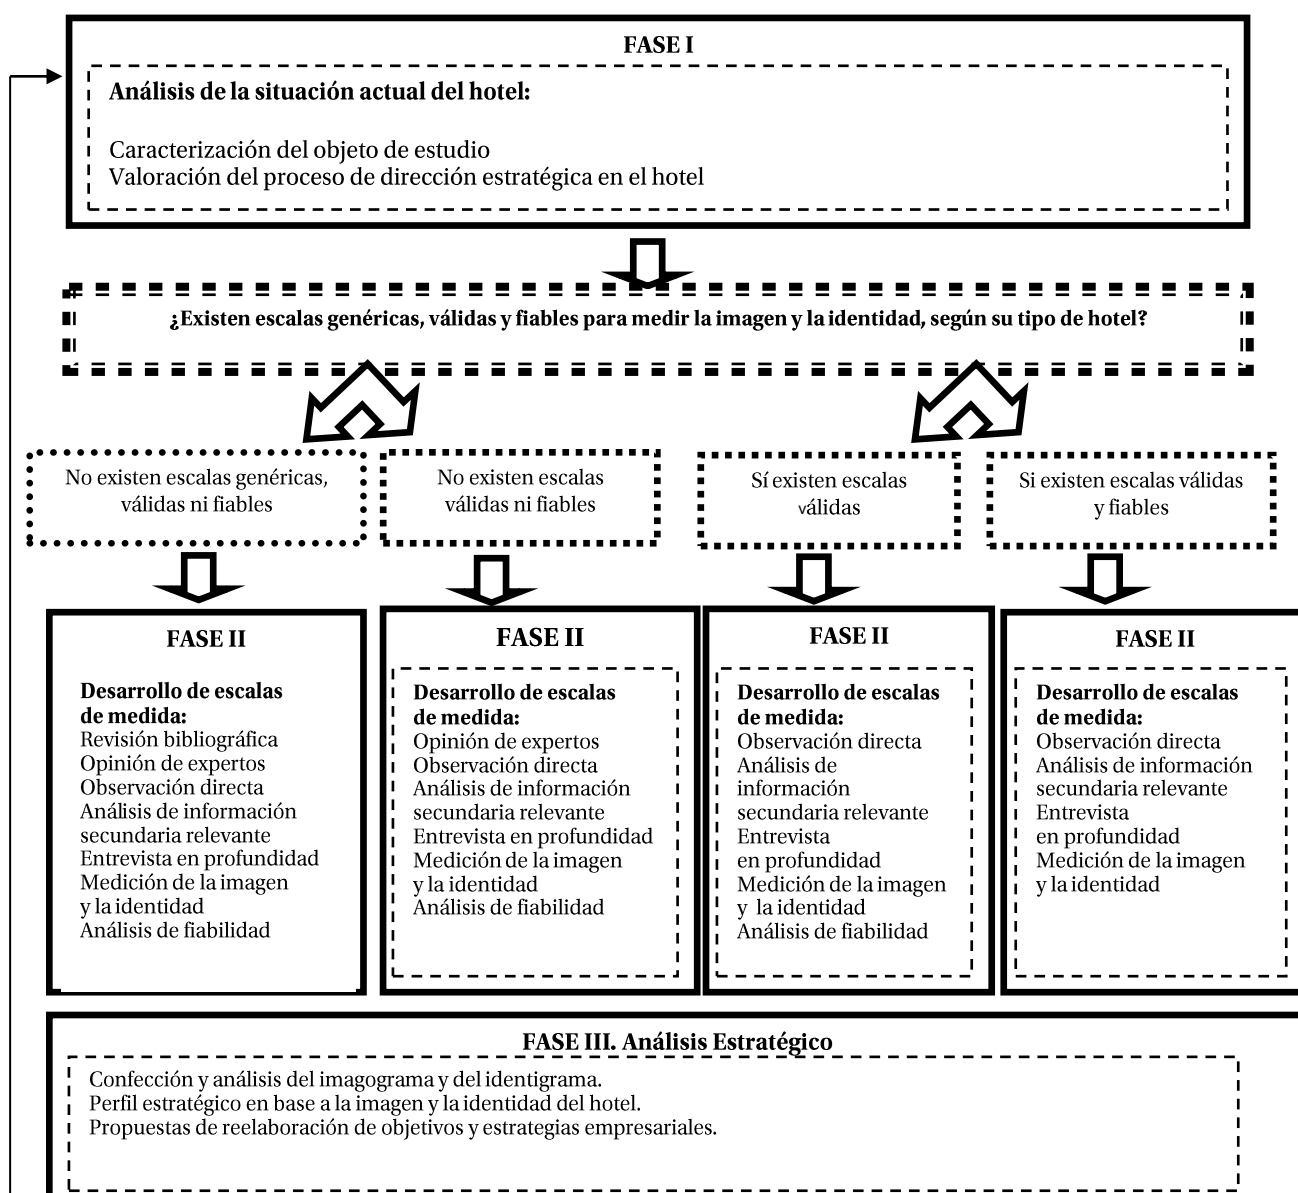 FASE I
Análisis de la situación actual del hotel:
Caracterización del objeto de estudio
Valoración del proceso de dirección estratégica en el hotel
¿Existen escalas genéricas, válidas y fiables para medir la imagen y la identidad, según su tipo de hotel?
No existen escalas genéricas,
válidas ni fiables
No existen escalas
válidas ni fiables
Sí existen escalas
válidas
Si existen escalas válidas
y fiables
FASE II
Desarrollo de escalas
de medida:
Revisión bibliográfica
Opinión de expertos
Observación directa
Análisis de información
secundaria relevante
Entrevista en profundidad
Medición de la imagen
y la identidad
Análisis de fiabilidad
FASE II
Desarrollo de escalas
de medida:
Opinión de expertos
Observación directa
Análisis de información
secundaria relevante
Entrevista en profundidad
Medición de la imagen
y la identidad
Análisis de fiabilidad
FASE II
Desarrollo de escalas
de medida:
Observación directa
Análisis de
información
secundaria relevante
Entrevista
en profundidad
Medición de la imagen
y la identidad
Análisis de fiabilidad
FASE II
Desarrollo de escalas
de medida:
Observación directa
Análisis de información
secundaria relevante
Entrevista
en profundidad
Medición de la imagen
y la identidad
FASE III. Análisis Estratégico
Confección y análisis del imagograma y del identigrama.
Perfil estratégico en base a la imagen y la identidad del hotel.
Propuestas de reelaboración de objetivos y estrategias empresariales.